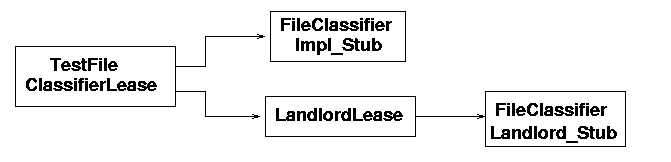 TestFile
ClassifierLease
FileClassifier
Impl_Stub
LandlordLease
FileClassifier
Landlord_Stub